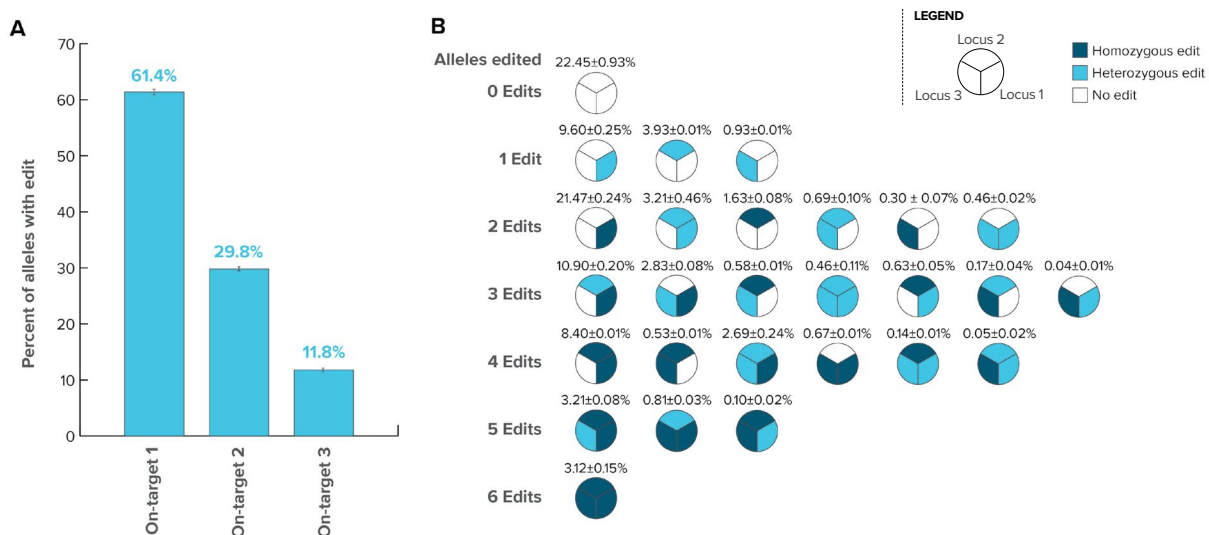 A
70
60
50
40
30
20
10
0
Percent of alleles with edit
61.4%
29.8%
11.8%
On-target 1
On-target 2
On-target 3
B
LEGEND
Locus 2
Locus 3
Locus 1
Homozygous edit
Heterozygous edit
No edit
Alleles edited
22.45±0.93%
0 Edits
9.60±0.25% 3.93±0.01% 0.93±0.01%
1 Edit
21.47±0.24% 3.21±0.46% 1.63±0.08% 0.69±0.10% 0.30 ± 0.07% 0.46±0.02%
2 Edits
10.90±0.20% 2.83±0.08% 0.58±0.01% 0.46±0.11% 0.63±0.05% 0.17±0.04% 0.04±0.01%
3 Edits
8.40±0.01% 0.53±0.01% 2.69±0.24% 0.67±0.01% 0.14±0.01% 0.05±0.02%
4 Edits
3.21±0.08% 0.81±0.03% 0.10±0.02%
5 Edits
3.12±0.15%
6 Edits